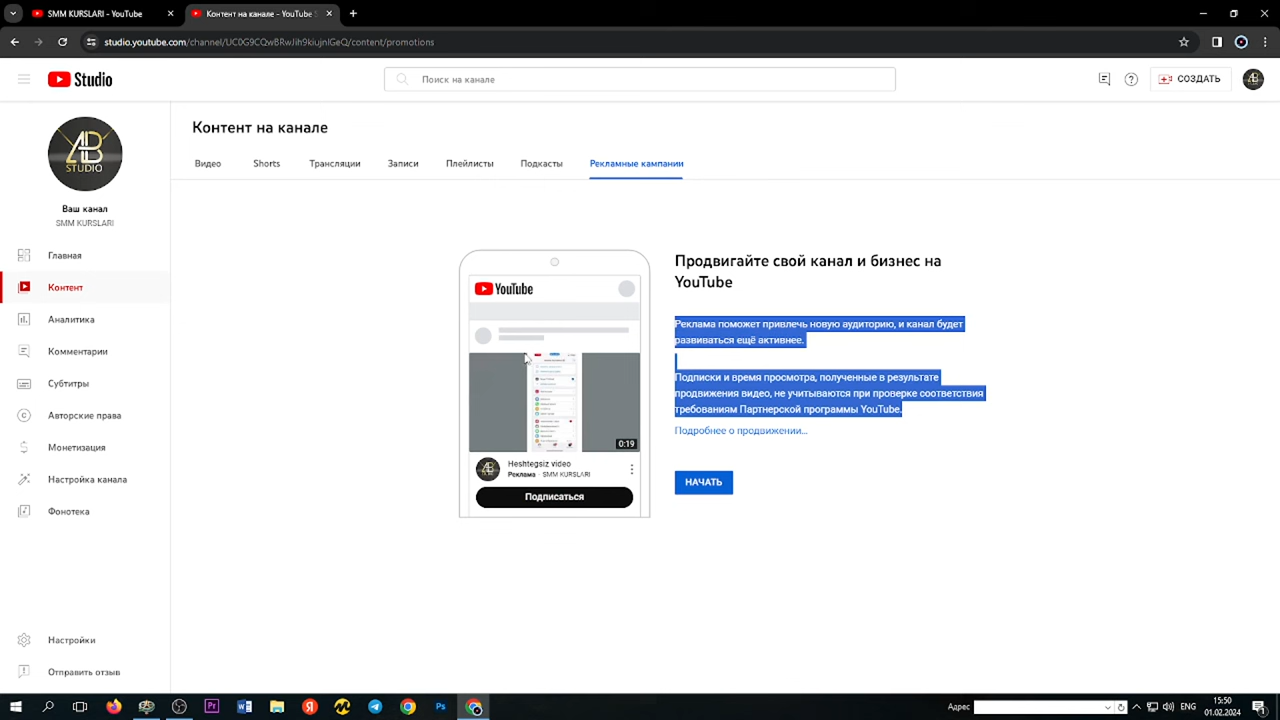 SMM KURSLARI - YouTube
Контент на канале - YouTube S
studio.youtube.com/channel/UC0G9CQwBRwJih9kiujnIGeQ/content/promotions
Studio
Поиск на канале
СОЗДАТЬ
AB
STUDIO
Ваш канал
SMM KURSLARI
Главная
Контент
Аналитика
Комментарии
Субтитры
Авторские права
Монетизация
Настройка канала
Фонотека
Настройки
Отправить отзыв
Контент на канале
Видео
Shorts
Трансляции
Записи
Плейлисты
Подкасты
Рекламные кампании
YouTube
0:19
Heshtegsiz video
Реклама · SMM KURSLARI
Подписаться
Продвигайте свой канал и бизнес на
YouTube
Реклама поможет привлечь новую аудиторию, и канал будет
развиваться ещё активнее.
Подписки и время просмотра, полученные в результате
продвижения видео, не учитываются при проверке соответствия
требованиям Партнерской программы YouTube.
Подробнее о продвижении...
НАЧАТЬ
Адрес
ENG
15:50
01.02.2024